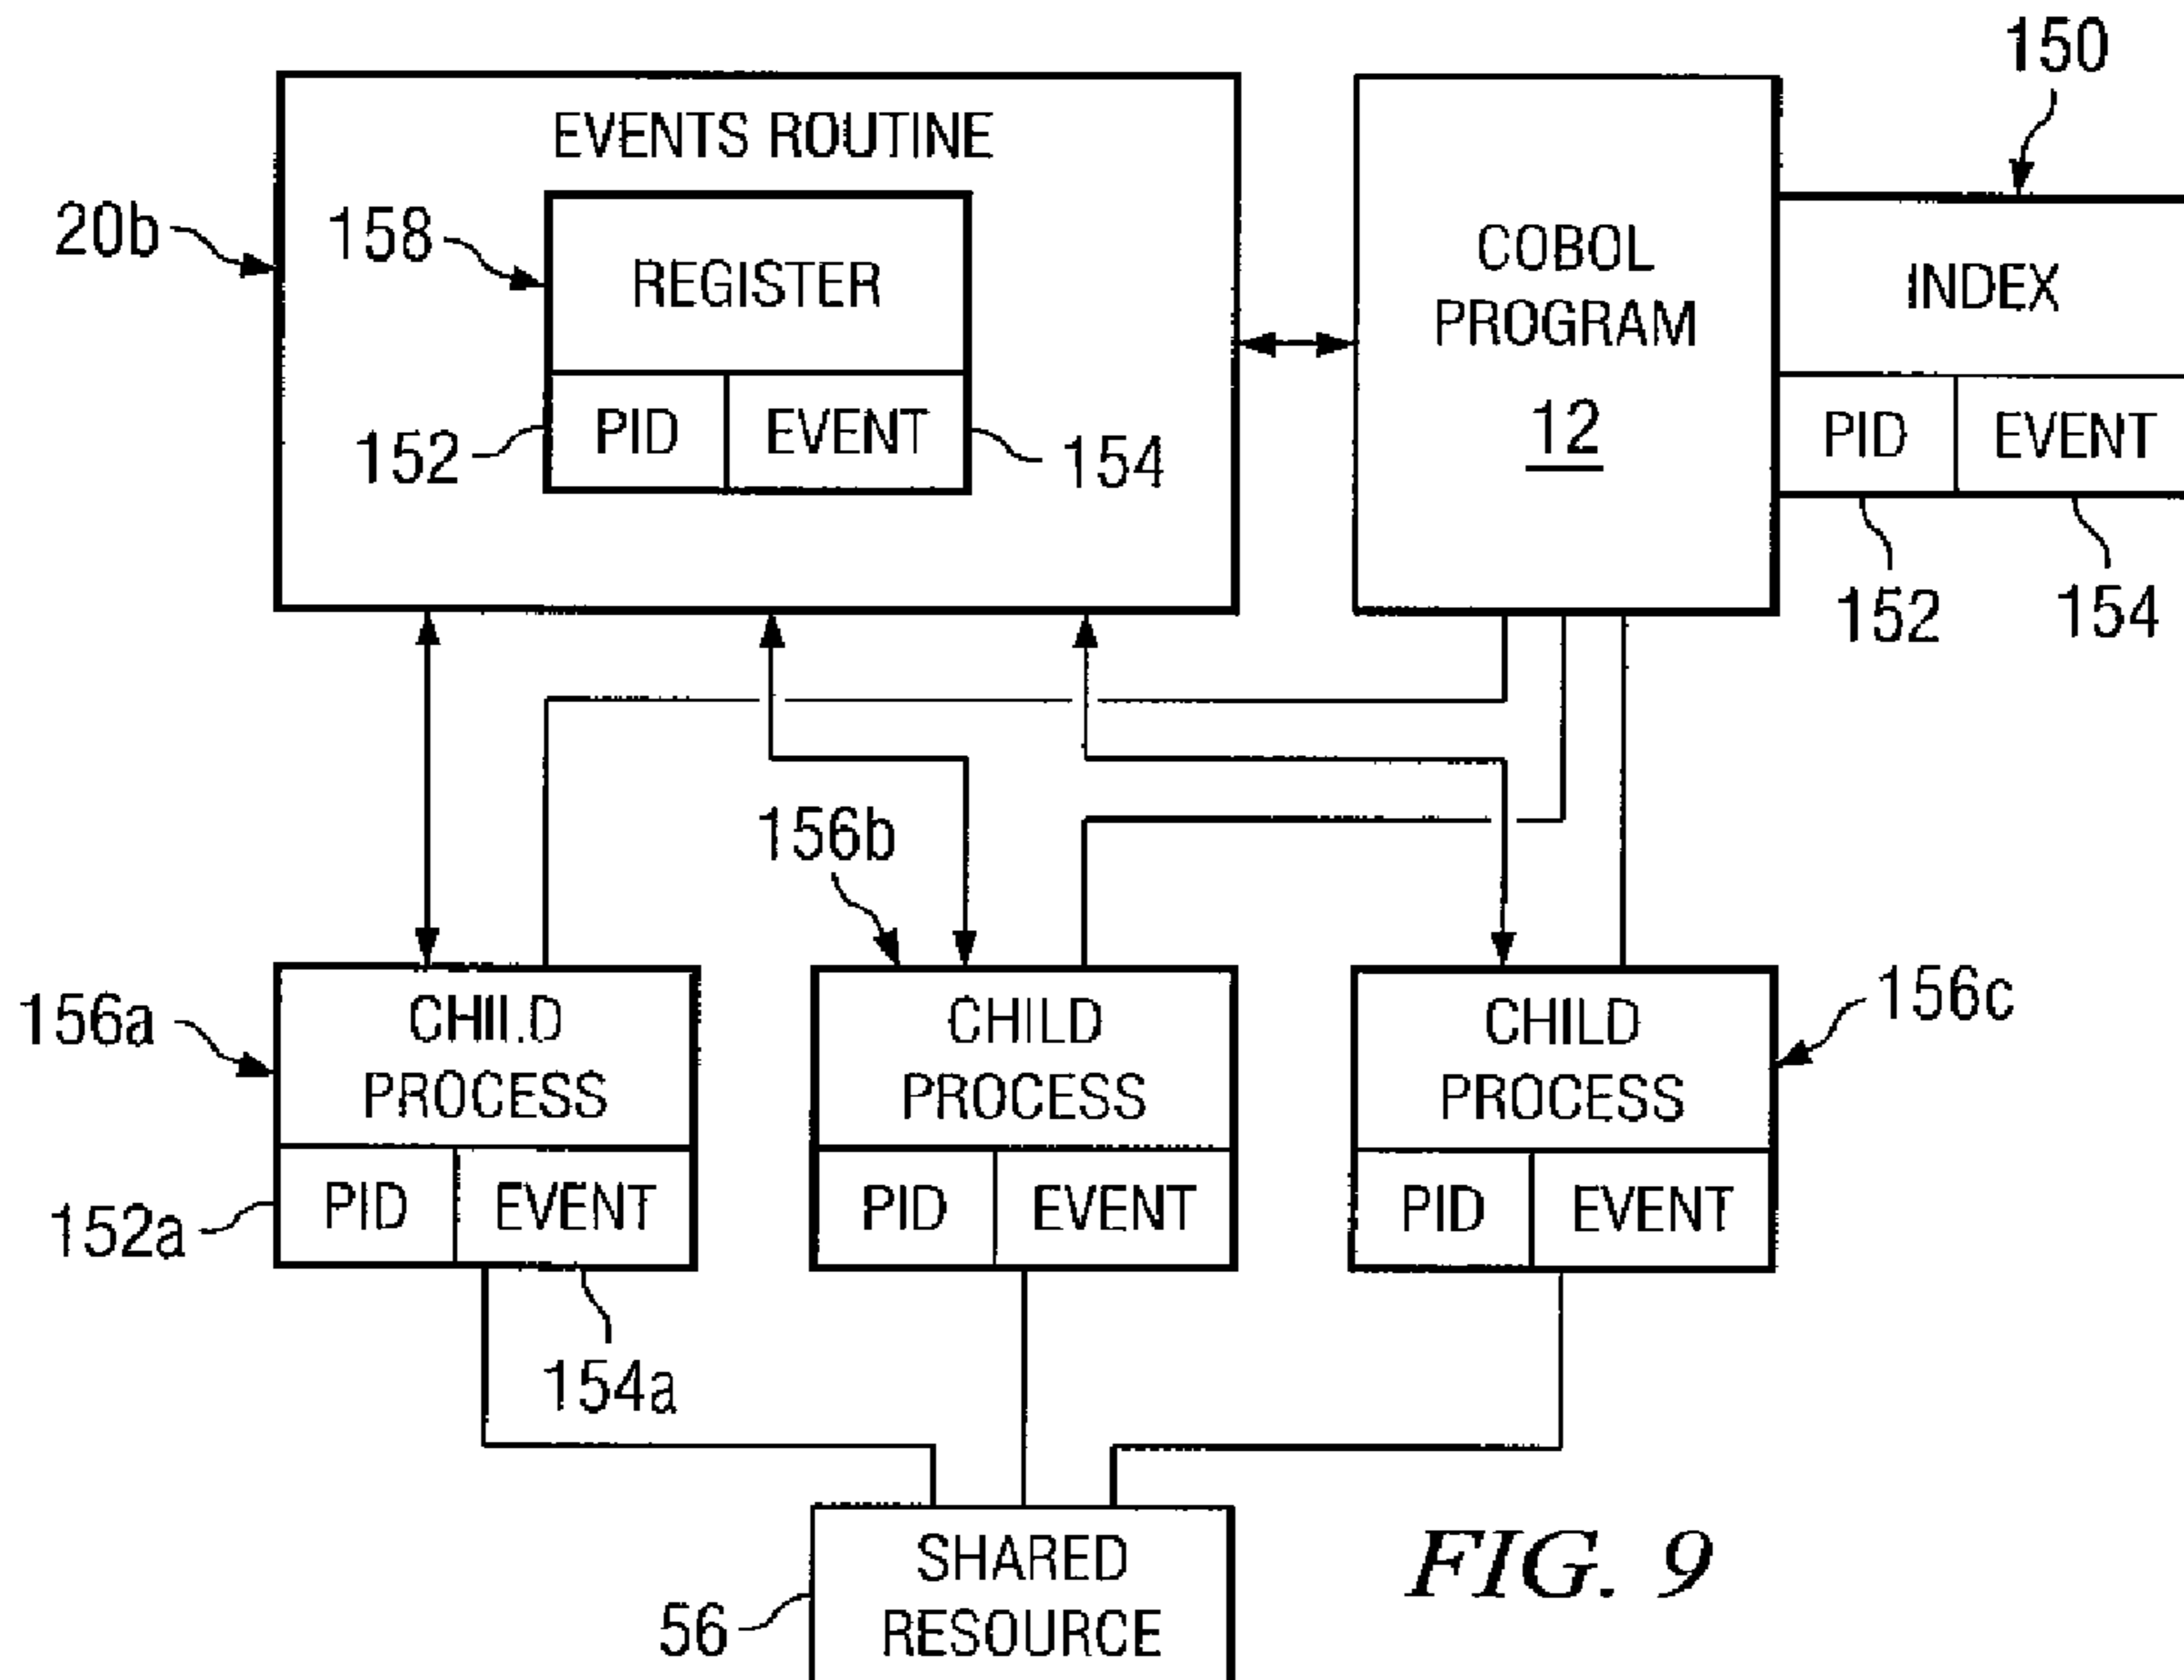 150
EVENTS ROUTINE
20b
158
REGISTER
COBOL
PROGRAM
12
INDEX
152
PID
EVENT
154
PID
EVENT
152
154
156b
156a
CHILD
PROCESS
CHILD
PROCESS
CHILD
PROCESS
156c
152a
PID
EVENT
PID
EVENT
PID
EVENT
154a
56
SHARED
RESOURCE
FIG. 9